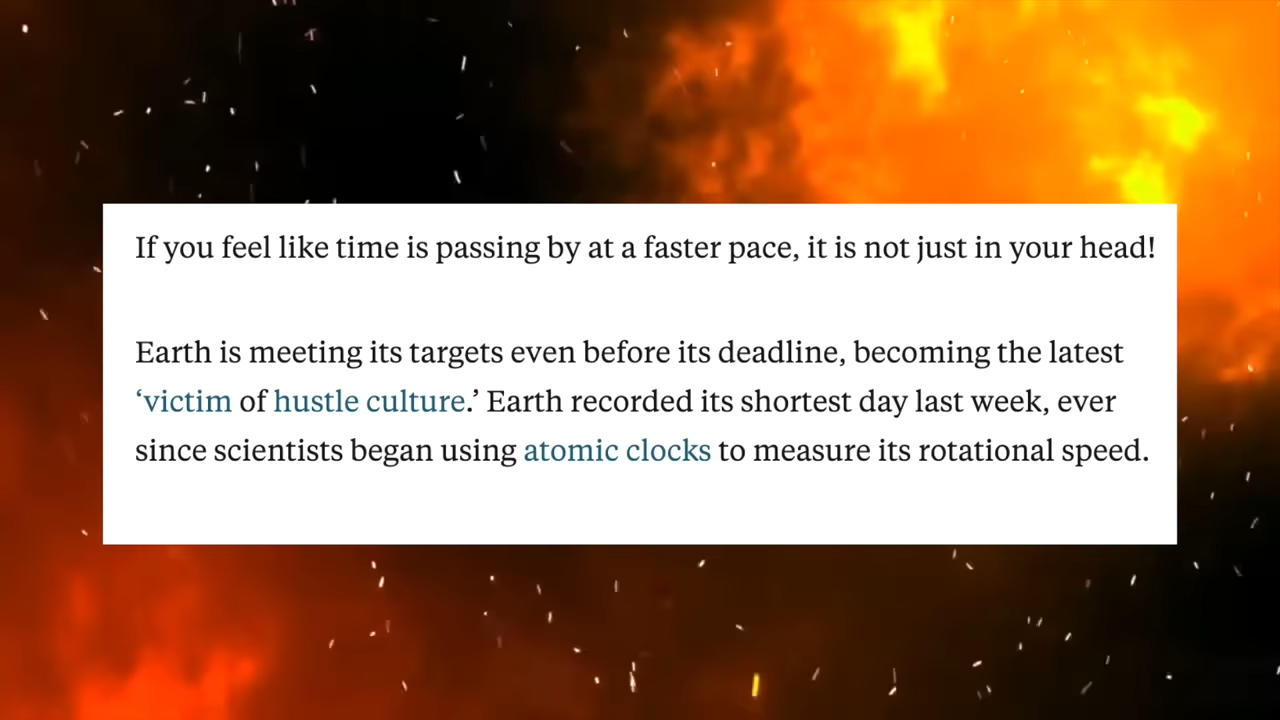 If you feel like time is passing by at a faster pace, it is not just in your head!
Earth is meeting its targets even before its deadline, becoming the latest
‘victim of hustle culture.’ Earth recorded its shortest day last week, ever
since scientists began using atomic clocks to measure its rotational speed.